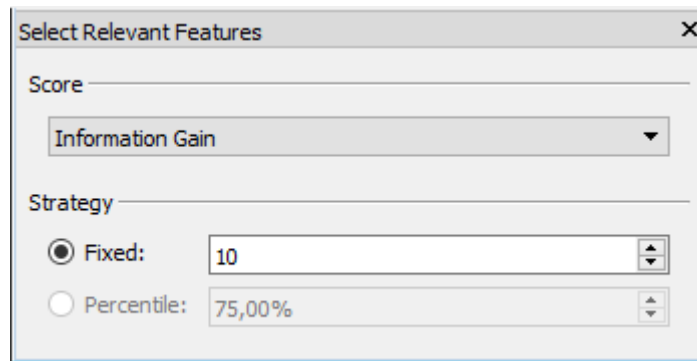 Select Relevant Features
Score
Information Gain
Strategy
Fixed: 10
Percentile: 75,00%